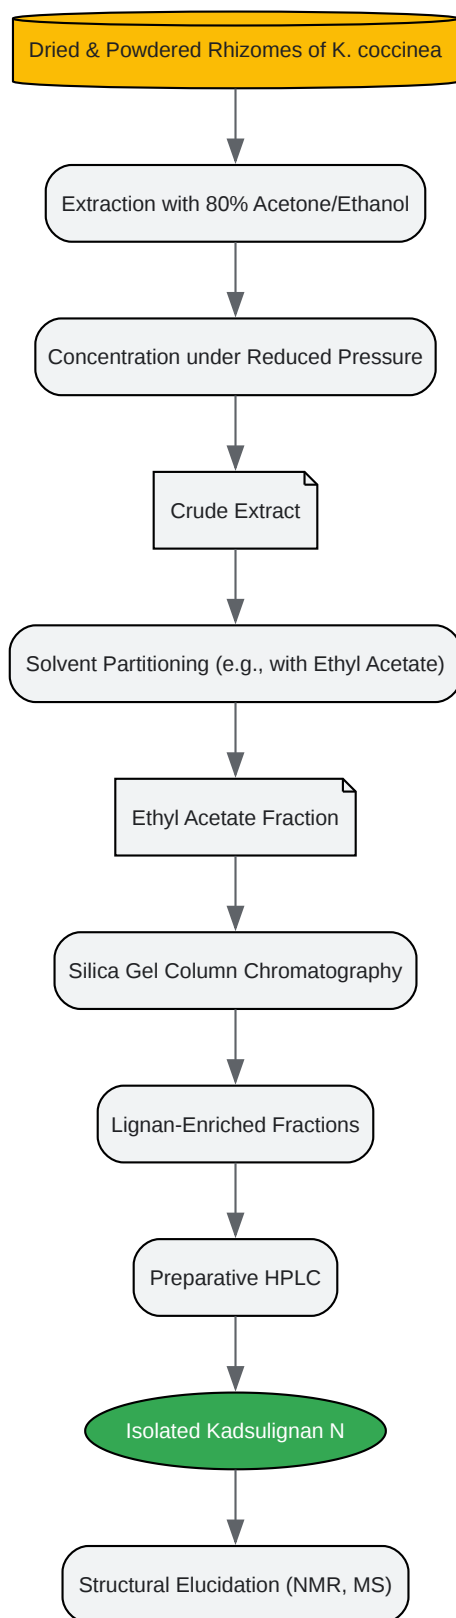 Dried & Powdered Rhizomes of K. coccinea
Extraction with 80% Acetone/Ethanol
Concentration under Reduced Pressure
Crude Extract
Solvent Partitioning (e.g., with Ethyl Acetate)
Ethyl Acetate Fraction
Silica Gel Column Chromatography
Lignan-Enriched Fractions
Preparative HPLC
Isolated Kadsulignan N
Structural Elucidation (NMR, MS)